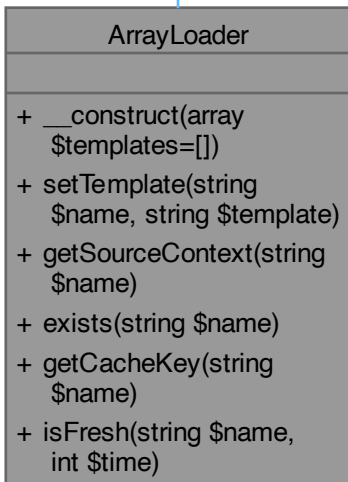 ArrayLoader
+ __construct(array
$templates=[])
+ setTemplate(string
$name, string $template)
+ getSourceContext(string
$name)
+ exists(string $name)
+ getCacheKey(string
$name)
+ isFresh(string $name,
int $time)